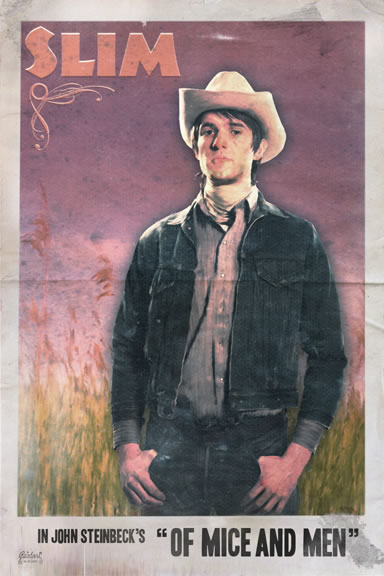 SLIM
IN JOHN STEINBECK'S "OF MICE AND MEN"